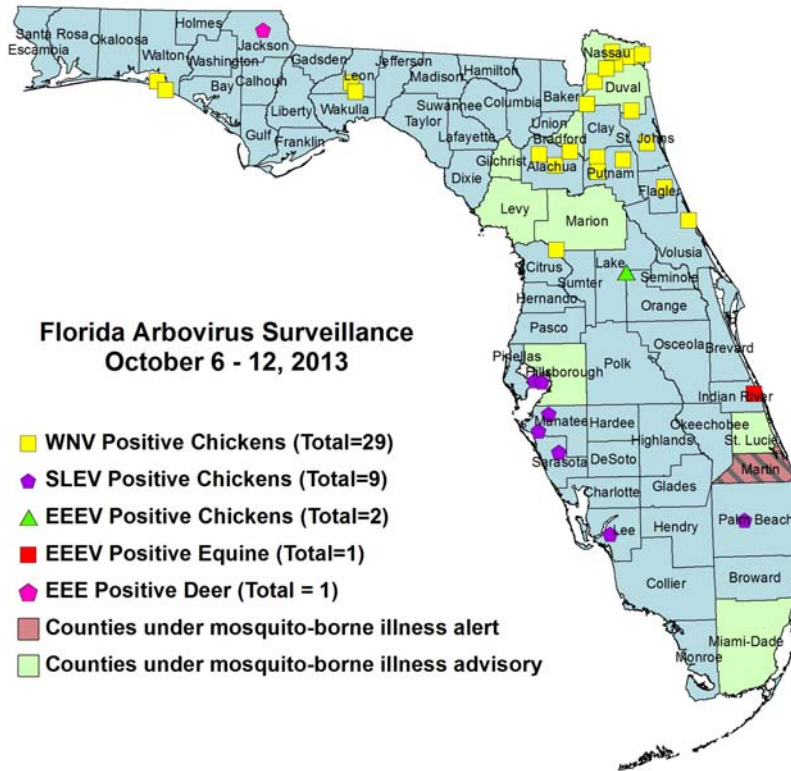 Holmes
Santa Rosa
Escambia
Okaloosa
Walton
Washington
Jackson
Gadsden
Jefferson
Leon
Madison
Hamilton
Calhoun
Bay
Liberty
Wakulla
Gulf
Franklin
Taylor
Suwannee
Columbia
Lafayette
Dixie
Baker
Union
Bradford
Nassau
Duval
Clay
St. Johns
Gilchrist
Alachua
Putnam
Flagler
Levy
Marion
Volusia
Citrus
Lake
Sumter
Seminole
Hernando
Orange
Pasco
Osceola
Brevard
Pinellas
Hillsborough
Polk
Indian River
Manatee
Hardee
Highlands
Okeechobee
St. Lucie
Sarasota
DeSoto
Martin
Charlotte
Glades
Lee
Hendry
Palm Beach
Collier
Broward
Miami-Dade
Monroe
Florida Arbovirus Surveillance
October 6 - 12, 2013
WNV Positive Chickens (Total=29)
SLEV Positive Chickens (Total=9)
EEEV Positive Chickens (Total=2)
EEEV Positive Equine (Total=1)
EEE Positive Deer (Total = 1)
Counties under mosquito-borne illness alert
Counties under mosquito-borne illness advisory